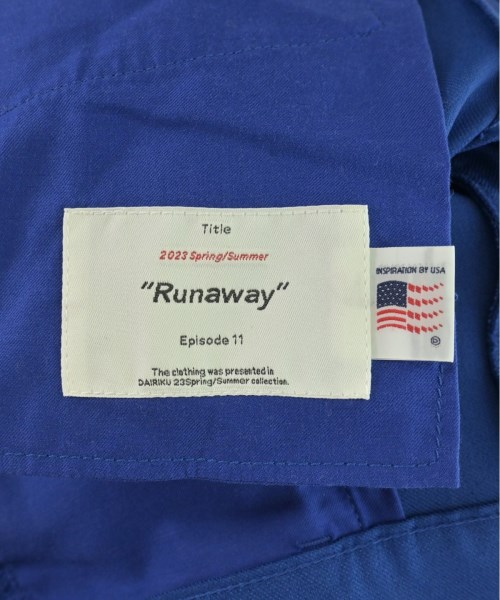 Title
2023 Spring/Summer
"Runaway"
Episode 11
The clothing was presented in
DAIRIKU 23Spring/Summer collection.
INSPIRATION BY USA
©